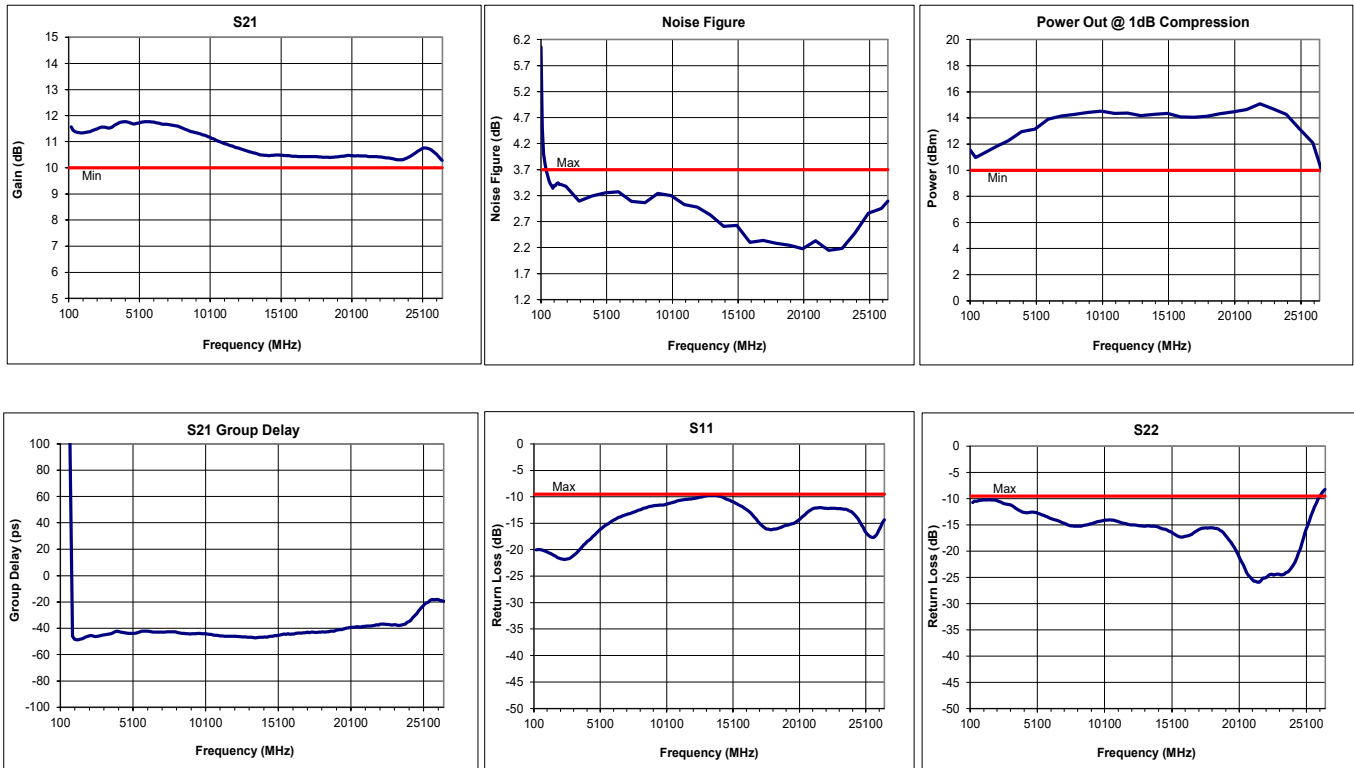 S21
15
14
13
12
11
10
9
8
7
6
5
Gain (dB)
Min
100 5100 10100 15100 20100 25100
Frequency (MHz)
Noise Figure
6.2
5.7
5.2
4.7
4.2
3.7
3.2
2.7
2.2
1.7
1.2
Noise Figure (dB)
Max
100 5100 10100 15100 20100 25100
Frequency (MHz)
Power Out @ 1dB Compression
20
18
16
14
12
10
8
6
4
2
0
Power (dBm)
Min
100 5100 10100 15100 20100 25100
Frequency (MHz)
S21 Group Delay
100
80
60
40
20
0
-20
-40
-60
-80
-100
Group Delay (ps)
100 5100 10100 15100 20100 25100
Frequency (MHz)
S11
0
-5
-10
-15
-20
-25
-30
-35
-40
-45
-50
Return Loss (dB)
Max
100 5100 10100 15100 20100 25100
Frequency (MHz)
S22
0
-5
-10
-15
-20
-25
-30
-35
-40
-45
-50
Return Loss (dB)
Max
100 5100 10100 15100 20100 25100
Frequency (MHz)